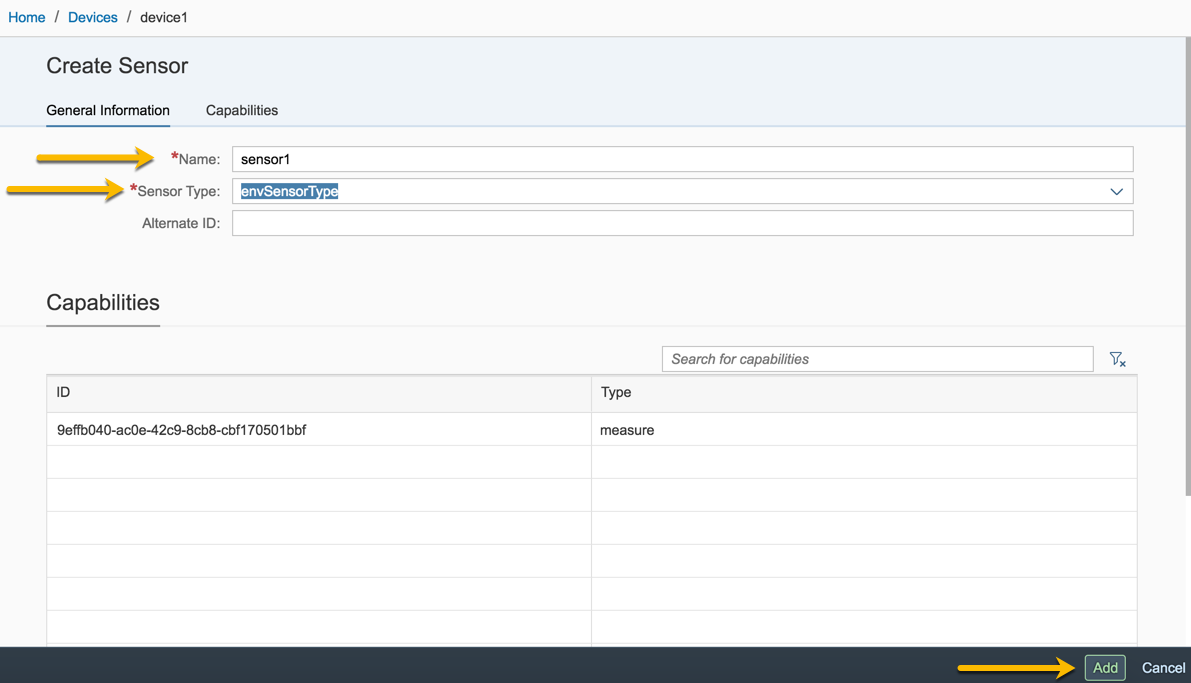 Home / Devices / device1
Create Sensor
General Information Capabilities
*Name: sensor1
*Sensor Type: envSensorType
Alternate ID:
Capabilities
Search for capabilities
ID Type
9effb040-ac0e-42c9-8cb8-cbf170501bbf measure
Add Cancel